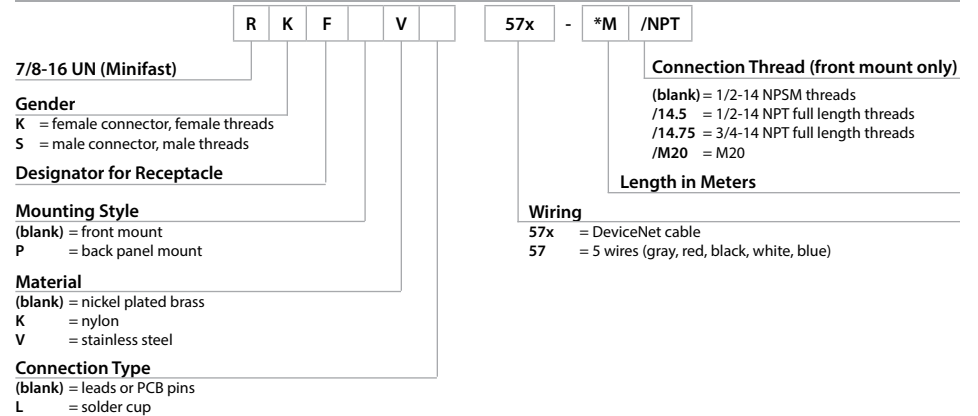 R K F V 57x - *M /NPT
7/8-16 UN (Minifast)
Gender
K = female connector, female threads
S = male connector, male threads
Designator for Receptacle
Mounting Style
(blank) = front mount
P = back panel mount
Material
(blank) = nickel plated brass
K = nylon
V = stainless steel
Connection Type
(blank) = leads or PCB pins
L = solder cup
Connection Thread (front mount only)
(blank) = 1/2-14 NPSM threads
/14.5 = 1/2-14 NPT full length threads
/14.75 = 3/4-14 NPT full length threads
/M20 = M20
Length in Meters
Wiring
57x = DeviceNet cable
57 = 5 wires (gray, red, black, white, blue)